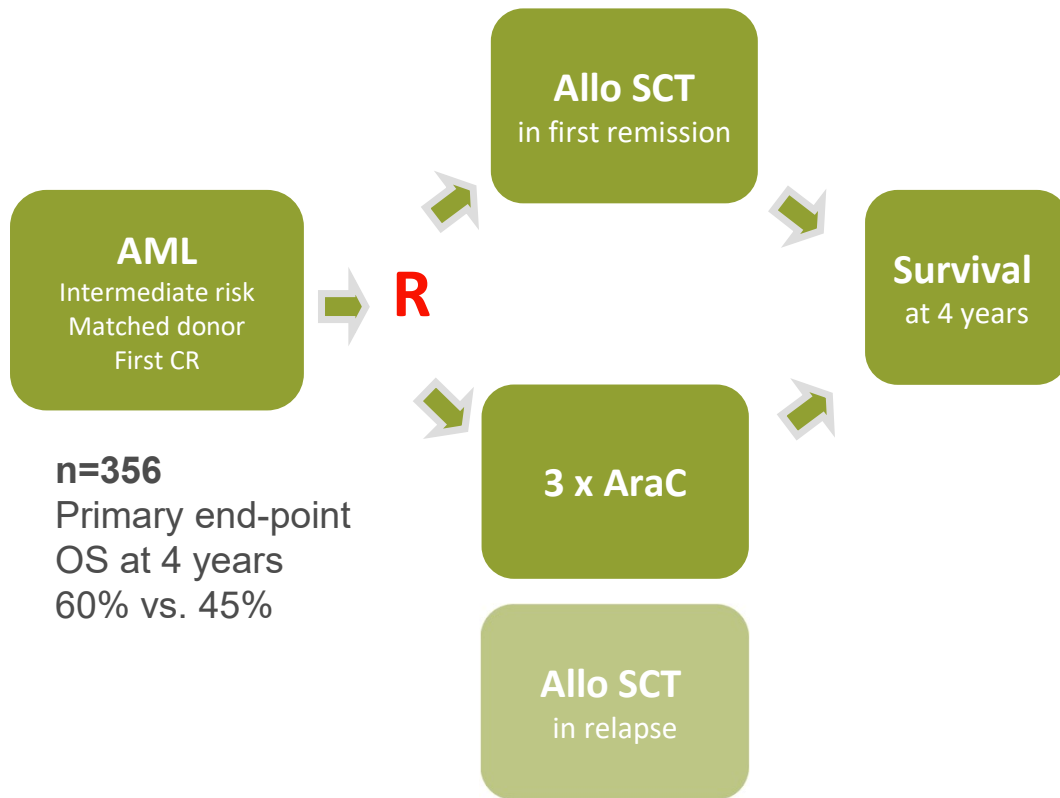 AML
Intermediate risk
Matched donor
First CR
R
Allo SCT
in first remission
3 x AraC
Allo SCT
in relapse
Survival
at 4 years
n=356
Primary end-point
OS at 4 years
60% vs. 45%